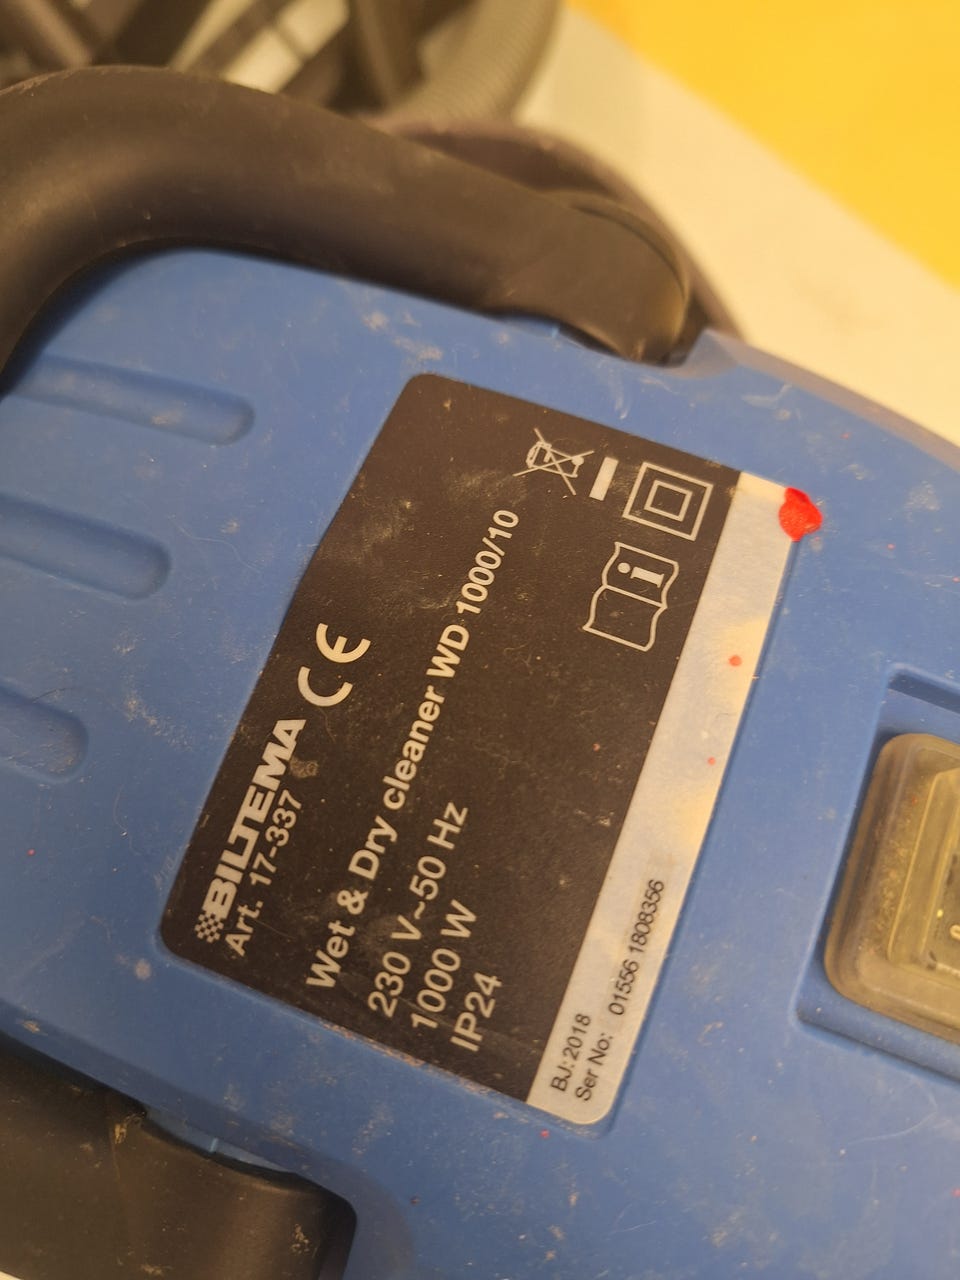 BILTEMA
Art. 17-337
CE
Wet & Dry cleaner WD 1000/10
230 V~50 Hz
1000 W
IP24
i
BJ: 2018
Ser No: 01556 1808356